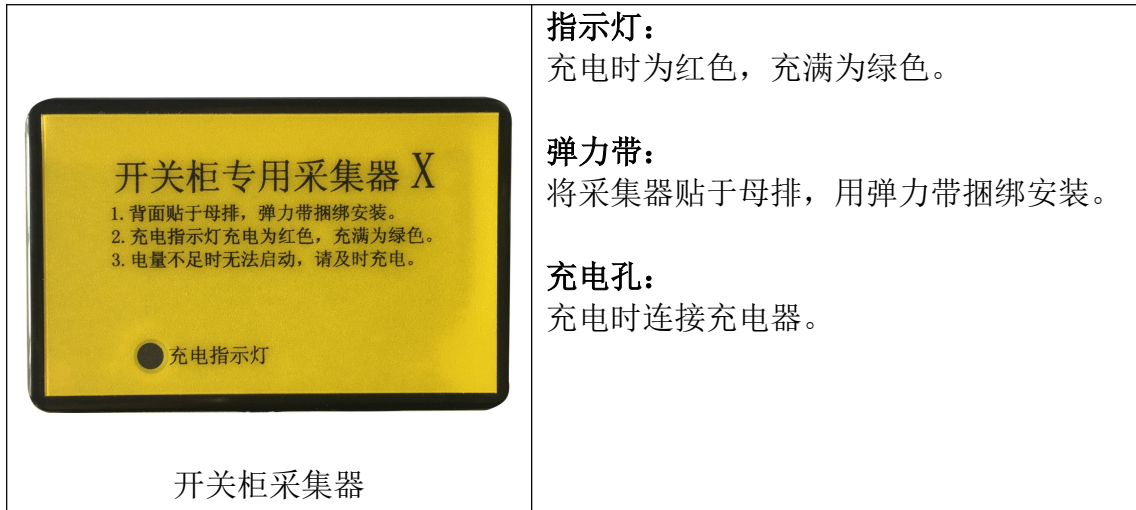 开关柜专用采集器 X
1. 背面贴于母排，弹力带捆绑安装。
2. 充电指示灯充电为红色，充满为绿色。
3. 电量不足时无法启动，请及时充电。
充电指示灯
开关柜采集器
指示灯：
充电时为红色，充满为绿色。
弹力带：
将采集器贴于母排，用弹力带捆绑安装。
充电孔：
充电时连接充电器。